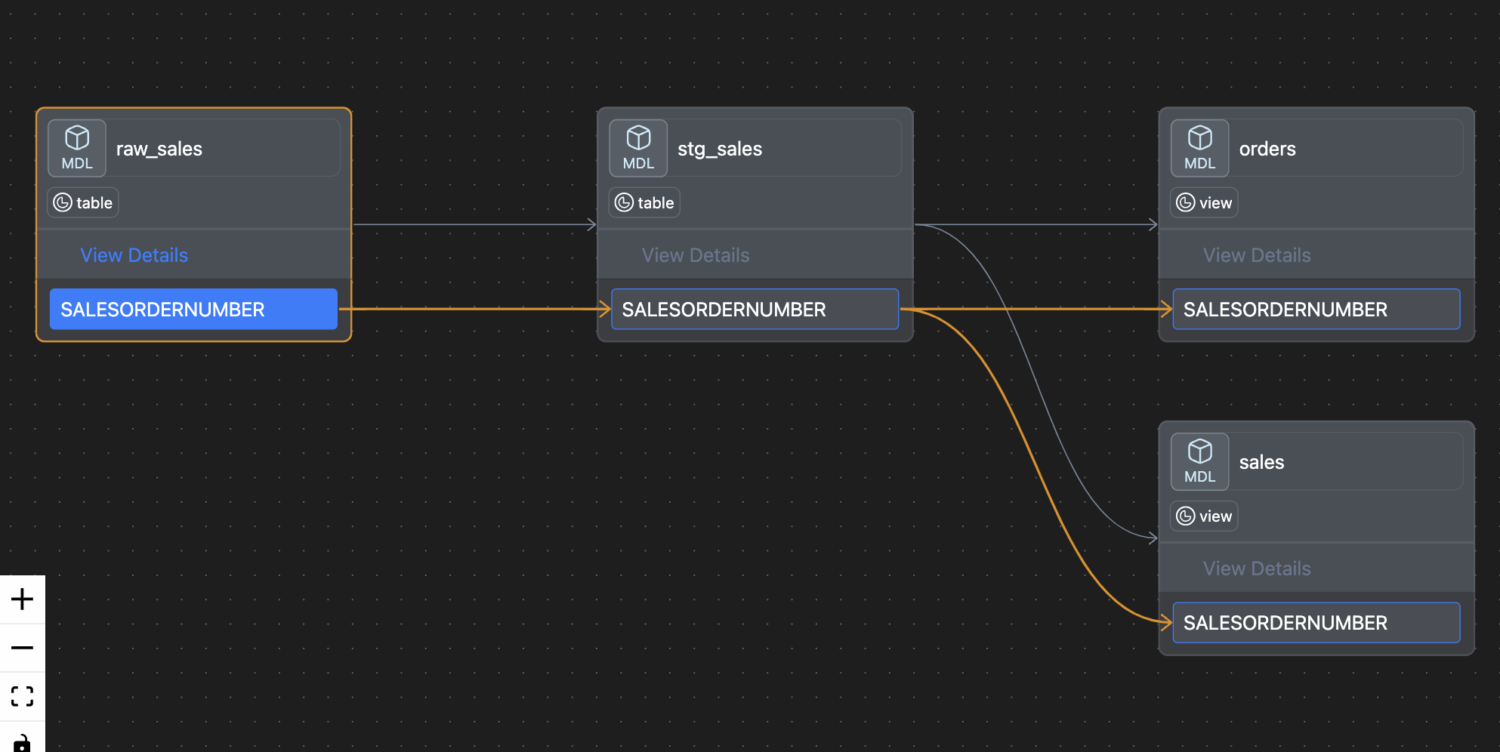 MDL
raw_sales
table
View Details
SALESORDERNUMBER
MDL
stg_sales
table
View Details
SALESORDERNUMBER
MDL
orders
view
View Details
SALESORDERNUMBER
MDL
sales
view
View Details
SALESORDERNUMBER